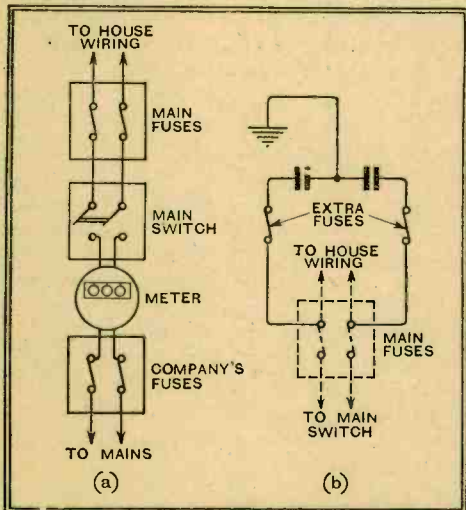 TO HOUSE
WIRING
MAIN
FUSES
MAIN
SWITCH
METER
COMPANY'S
FUSES
TO MAINS
(a)
EXTRA
FUSES
TO HOUSE
WIRING
MAIN
FUSES
TO MAIN
SWITCH
(b)